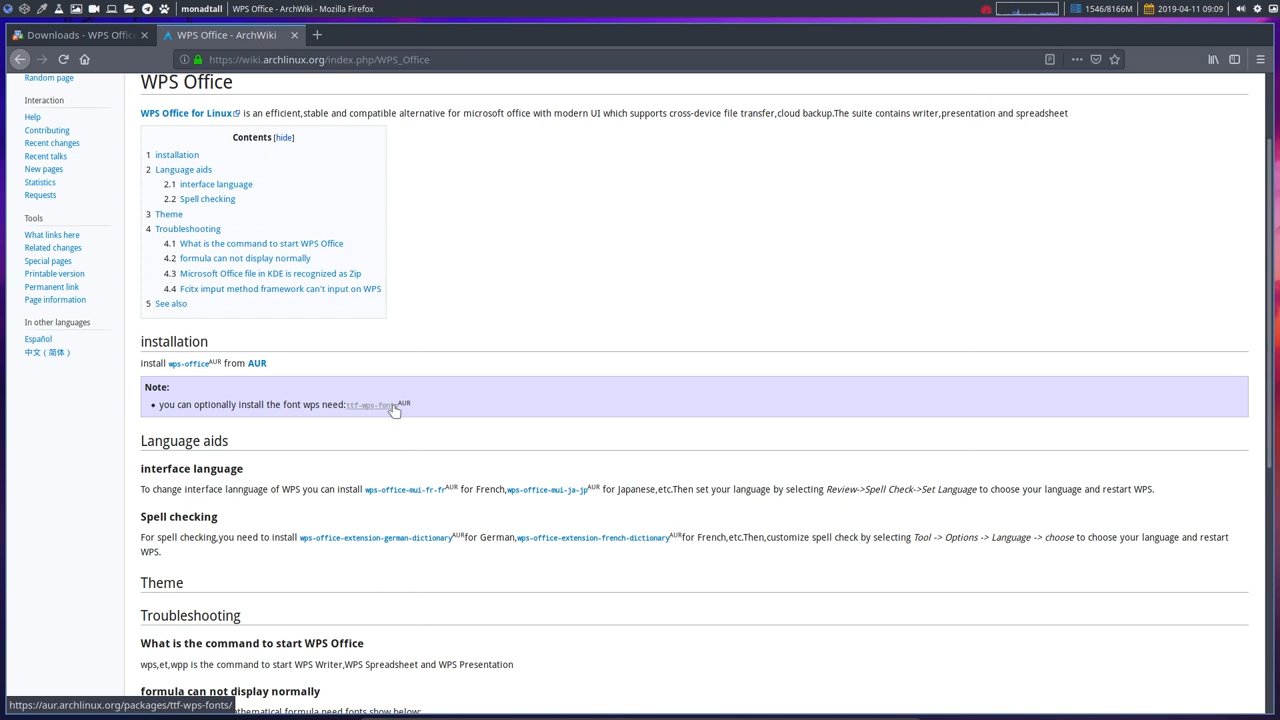 monadtall
WPS Office - ArchWiki - Mozilla Firefox
1546/8166M
2019-04-11 09:09
Downloads - WPS Offic
WPS Office - ArchWiki
https://wiki.archlinux.org/index.php/WPS_Office
Random page
Interaction
Help
Contributing
Recent changes
Recent talks
New pages
Statistics
Requests
Tools
What links here
Related changes
Special pages
Printable version
Permanent link
Page information
In other languages
Español
中文（简体）
WPS Office
WPS Office for Linux is an efficient,stable and compatible alternative for microsoft office with modern UI which supports cross-device file transfer,cloud backup.The suite contains writer,presentation and spreadsheet
Contents [hide]
1 installation
2 Language aids
2.1 interface language
2.2 Spell checking
3 Theme
4 Troubleshooting
4.1 What is the command to start WPS Office
4.2 formula can not display normally
4.3 Microsoft Office file in KDE is recognized as Zip
4.4 Fcitx imput method framework can't input on WPS
5 See also
installation
install wps-officeAUR from AUR
Note:
• you can optionally install the font wps need:ttf-wps-fontsAUR
Language aids
interface language
To change interface lannguage of WPS you can install wps-office-mui-fr-frAUR for French,wps-office-mui-ja-jpAUR for Japanese,etc.Then set your language by selecting Review->Spell Check->Set Language to choose your language and restart WPS.
Spell checking
For spell checking,you need to install wps-office-extension-german-dictionaryAURfor German,wps-office-extension-french-dictionaryAURfor French,etc.Then,customize spell check by selecting Tool -> Options -> Language -> choose to choose your language and restart
WPS.
Theme
Troubleshooting
What is the command to start WPS Office
wps,et,wpp is the command to start WPS Writer,WPS Spreadsheet and WPS Presentation
formula can not display normally
https://aur.archlinux.org/packages/ttf-wps-fonts/
mathematical formula need fonts show below: